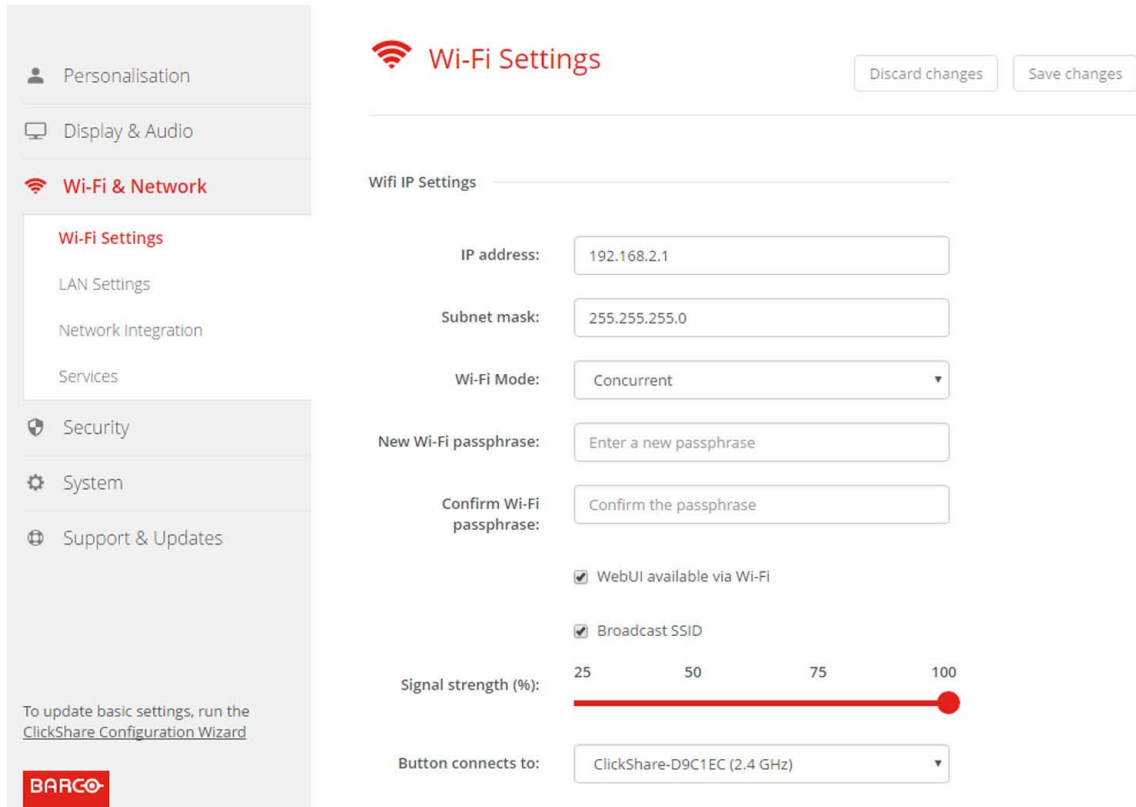 Personalisation
Display & Audio
Wi-Fi & Network
Wi-Fi Settings
LAN Settings
Network Integration
Services
Security
System
Support & Updates
To update basic settings, run the
ClickShare Configuration Wizard
BARCO
Wi-Fi Settings
Discard changes
Save changes
Wifi IP Settings
IP address:
192.168.2.1
Subnet mask:
255.255.255.0
Wi-Fi Mode:
Concurrent
New Wi-Fi passphrase:
Enter a new passphrase
Confirm Wi-Fi
passphrase:
Confirm the passphrase
WebUI available via Wi-Fi
Broadcast SSID
Signal strength (%):
25 50 75 100
Button connects to:
ClickShare-D9C1EC (2.4 GHz)